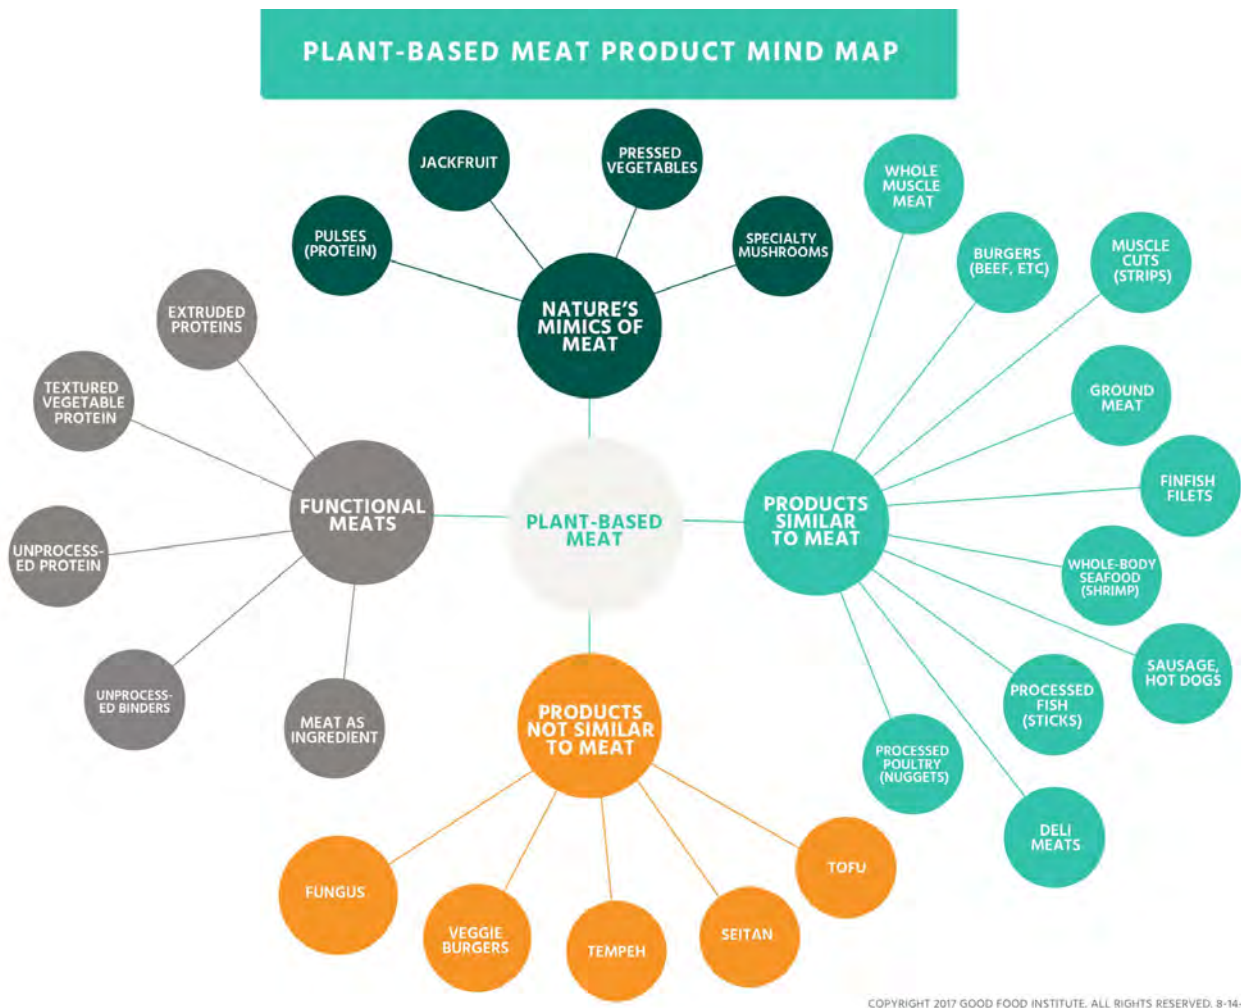 PLANT-BASED MEAT PRODUCT MIND MAP
JACKFRUIT
PRESSED
VEGETABLES
PULSES
(PROTEIN)
SPECIALTY
MUSHROOMS
NATURE'S
MIMICS OF
MEAT
WHOLE
MUSCLE
MEAT
BURGERS
(BEEF, ETC)
MUSCLE
CUTS
(STRIPS)
GROUND
MEAT
FINFISH
FILETS
WHOLE-BODY
SEAFOOD
(SHRIMP)
SAUSAGE,
HOT DOGS
PROCESSED
FISH
(STICKS)
PROCESSED
POULTRY
(NUGGETS)
DELI
MEATS
PRODUCTS
SIMILAR
TO MEAT
EXTRUDED
PROTEINS
TEXTURED
VEGETABLE
PROTEIN
UNPROCESS-
ED PROTEIN
UNPROCESS-
ED BINDERS
MEAT AS
INGREDIENT
FUNCTIONAL
MEATS
PLANT-BASED
MEAT
PRODUCTS
NOT SIMILAR
TO MEAT
FUNGUS
VEGGIE
BURGERS
TEMPEH
SEITAN
TOFU
COPYRIGHT 2017 GOOD FOOD INSTITUTE. ALL RIGHTS RESERVED. 8-14-